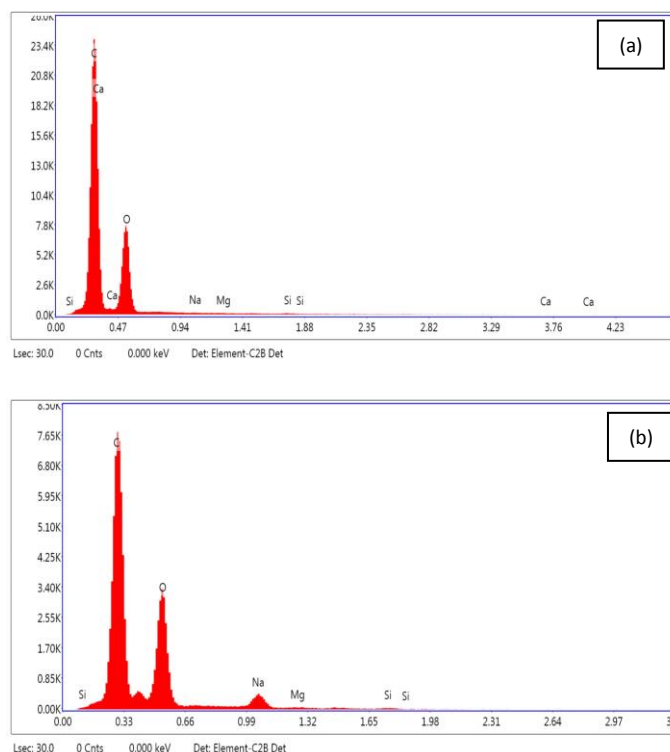 (a)
26.0K
23.4K
20.8K
18.2K
15.6K
13.0K
10.4K
7.8K
5.2K
2.6K
0.0K
C
Ca
O
Si Ca Na Mg Si Si Ca Ca
0.00 0.47 0.94 1.41 1.88 2.35 2.82 3.29 3.76 4.23
Lsec: 30.0 0 Cnts 0.000 keV Det: Element-C2B Det
(b)
8.50K
7.65K
6.80K
5.95K
5.10K
4.25K
3.40K
2.55K
1.70K
0.85K
0.00K
C
O
Na
Si Mg Si Si
0.00 0.33 0.66 0.99 1.32 1.65 1.98 2.31 2.64 2.97
Lsec: 30.0 0 Cnts 0.000 keV Det: Element-C2B Det